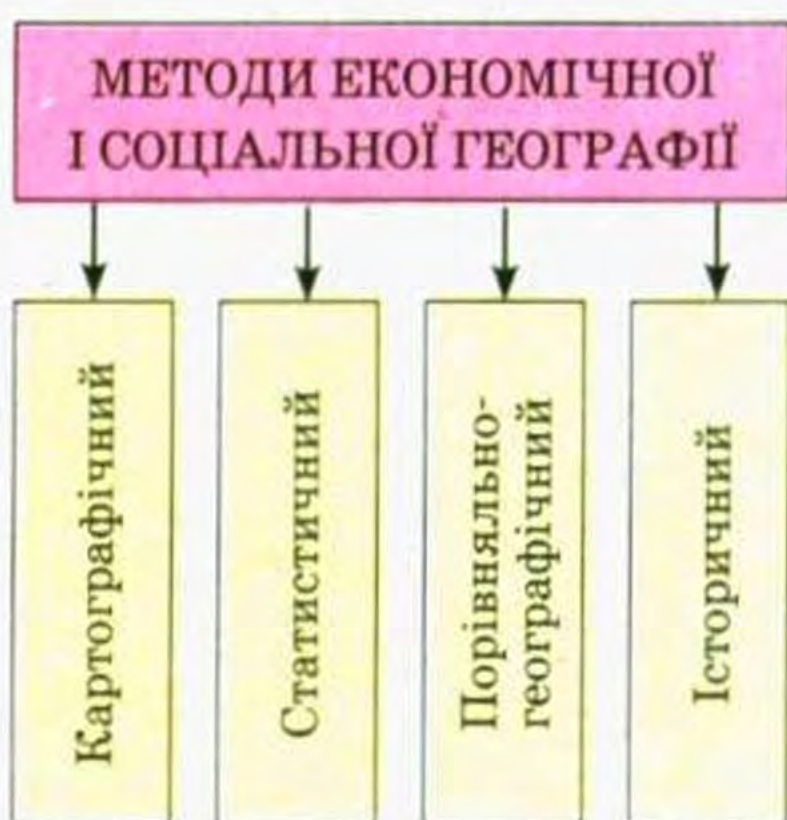 МЕТОДИ ЕКОНОМІЧНОЇ
І СОЦІАЛЬНОЇ ГЕОГРАФІЇ
Картографічний
Статистичний
Порівняльно-
географічний
Історичний